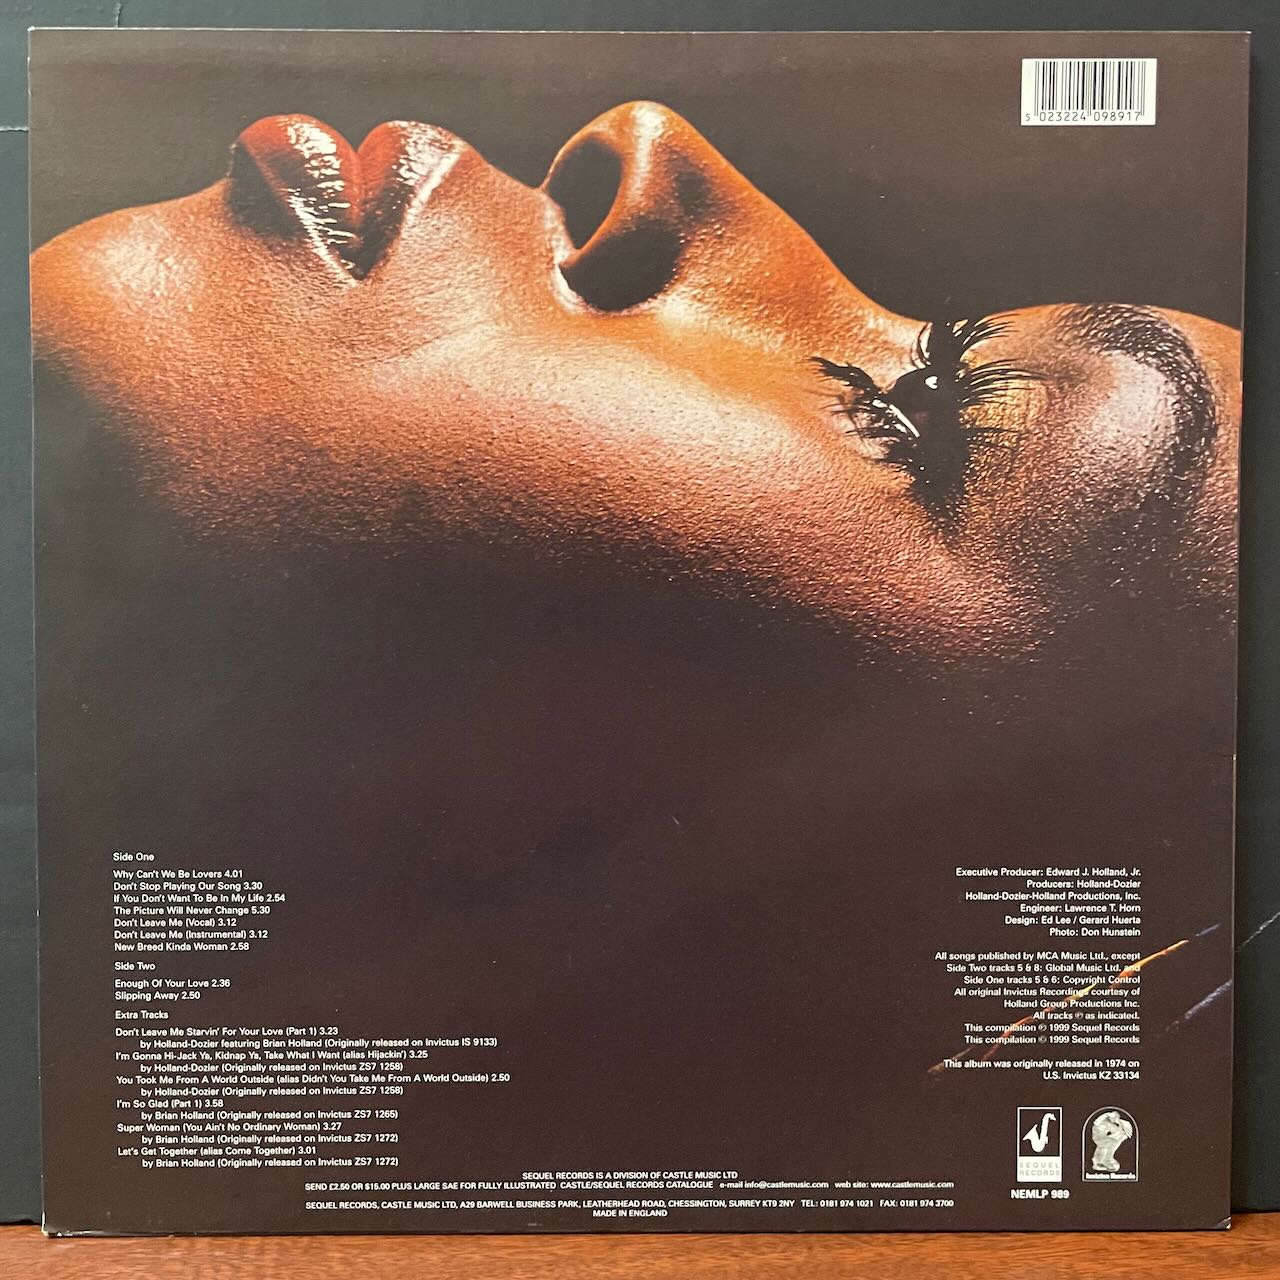 5 023224 098917
Side One
Why Can't We Be Lovers 4.01
Don't Stop Playing Our Song 3.30
If You Don't Want To Be In My Life 2.54
The Picture Will Never Change 5.30
Don't Leave Me (Vocal) 3.12
Don't Leave Me (Instrumental) 3.12
New Breed Kinda Woman 2.58
Side Two
Enough Of Your Love 2.36
Slipping Away 2.50
Extra Tracks
Don't Leave Me Starvin' For Your Love (Part 1) 3.23
by Holland-Dozier featuring Brian Holland (Originally released on Invictus IS 9133)
I'm Gonna Hi-Jack Ya, Kidnap Ya, Take What I Want (alias Hijackin') 3.25
by Holland-Dozier (Originally released on Invictus ZS7 1258)
You Took Me From A World Outside (alias Didn't You Take Me From A World Outside) 2.50
by Holland-Dozier (Originally released on Invictus ZS7 1258)
I'm So Glad (Part 1) 3.58
by Brian Holland (Originally released on Invictus ZS7 1265)
Super Woman (You Ain't No Ordinary Woman) 3.27
by Brian Holland (Originally released on Invictus ZS7 1272)
Let's Get Together (alias Come Together) 3.01
by Brian Holland (Originally released on Invictus ZS7 1272)
Executive Producer: Edward J. Holland, Jr.
Producers: Holland-Dozier
Holland-Dozier-Holland Productions, Inc.
Engineer: Lawrence T. Horn
Design: Ed Lee / Gerard Huerta
Photo: Don Hunstein
All songs published by MCA Music Ltd., except
Side Two tracks 5 & 8: Global Music Ltd. and
Side One tracks 5 & 6: Copyright Control
All original Invictus Recordings courtesy of
Holland Group Productions Inc.
All tracks ℗ as indicated.
This compilation ℗ 1999 Sequel Records
This compilation © 1999 Sequel Records
This album was originally released in 1974 on
U.S. Invictus KZ 33134
SEQUEL
RECORDS
Invictus Records
NEMLP 989
SEQUEL RECORDS IS A DIVISION OF CASTLE MUSIC LTD
SEND £2.50 OR $15.00 PLUS LARGE SAE FOR FULLY ILLUSTRATED CASTLE/SEQUEL RECORDS CATALOGUE e-mail info@castlemusic.com web site: www.castlemusic.com
SEQUEL RECORDS, CASTLE MUSIC LTD, A29 BARWELL BUSINESS PARK, LEATHERHEAD ROAD, CHESSINGTON, SURREY KT9 2NY TEL: 0181 974 1021 FAX: 0181 974 3700
MADE IN ENGLAND